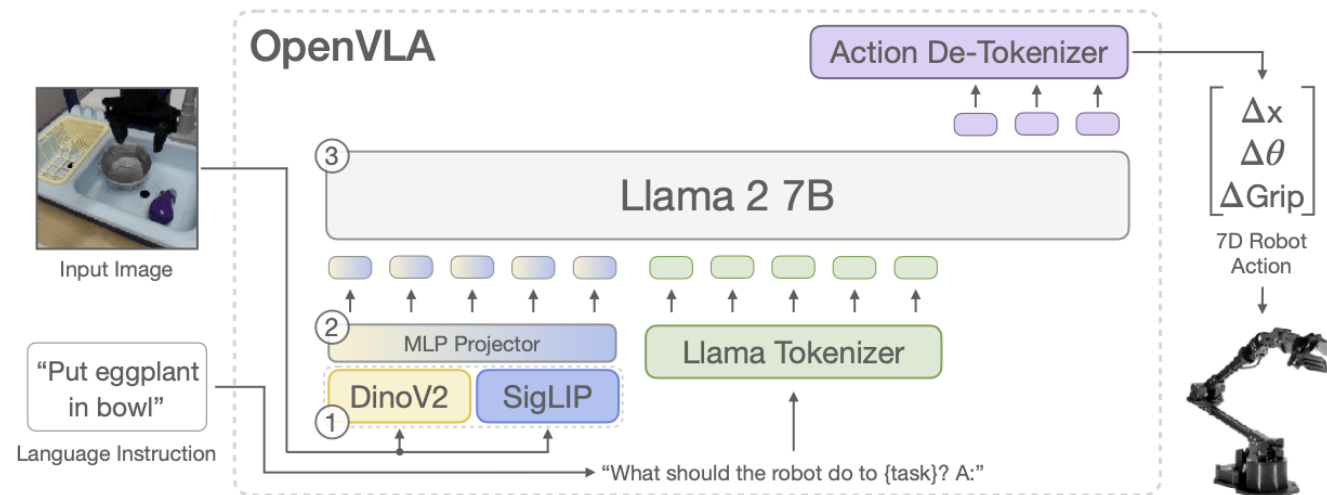 OpenVLA
Action De-Tokenizer
Δx
Δθ
ΔGrip
7D Robot
Action
Input Image
3
Llama 2 7B
2
MLP Projector
Llama Tokenizer
1
DinoV2
SigLIP
“Put eggplant
in bowl”
Language Instruction
“What should the robot do to {task}? A:”